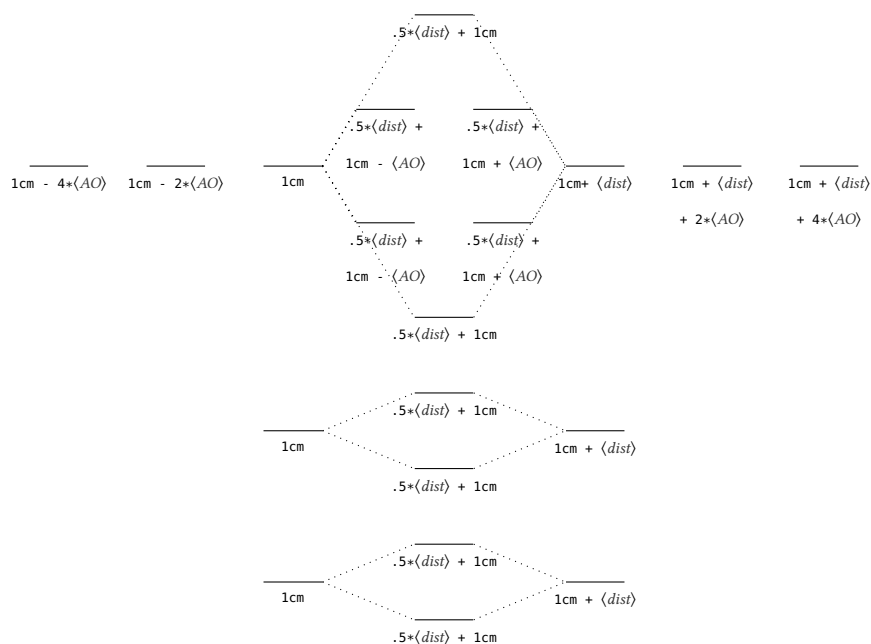 .5*⟨dist⟩ + 1cm
.5*⟨dist⟩ +
1cm - ⟨AO⟩
.5*⟨dist⟩ +
1cm + ⟨AO⟩
1cm - 4*⟨AO⟩
1cm - 2*⟨AO⟩
1cm
1cm+ ⟨dist⟩
1cm + ⟨dist⟩
+ 2*⟨AO⟩
1cm + ⟨dist⟩
+ 4*⟨AO⟩
.5*⟨dist⟩ +
1cm - ⟨AO⟩
.5*⟨dist⟩ +
1cm + ⟨AO⟩
.5*⟨dist⟩ + 1cm
.5*⟨dist⟩ + 1cm
1cm
1cm + ⟨dist⟩
.5*⟨dist⟩ + 1cm
.5*⟨dist⟩ + 1cm
1cm
1cm + ⟨dist⟩
.5*⟨dist⟩ + 1cm